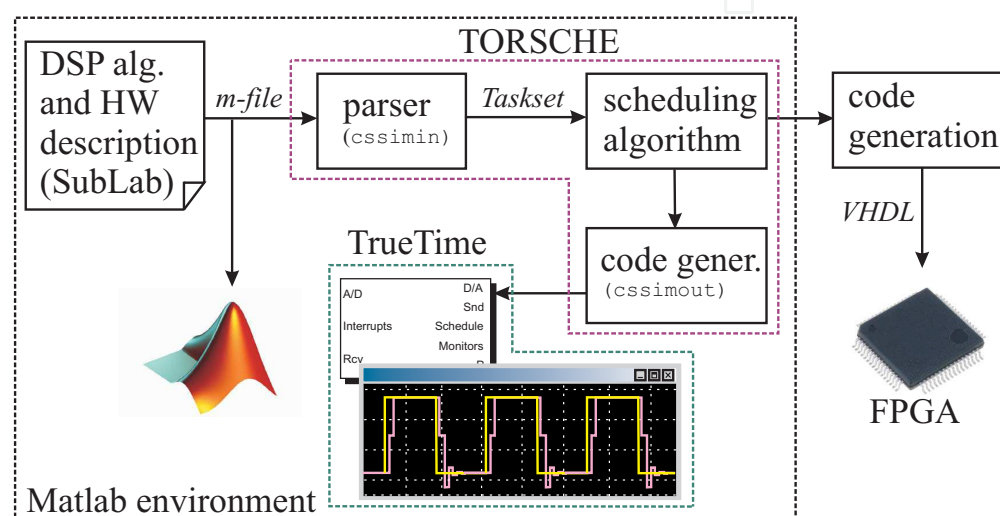 TORSCHE
DSP alg.
and HW
description
(SubLab)
m-file
parser
(cssimin)
Taskset
scheduling
algorithm
code
generation
VHDL
code gener.
(cssimout)
TrueTime
A/D
D/A
Snd
Interrupts
Schedule
Monitors
Rcv
FPGA
Matlab environment